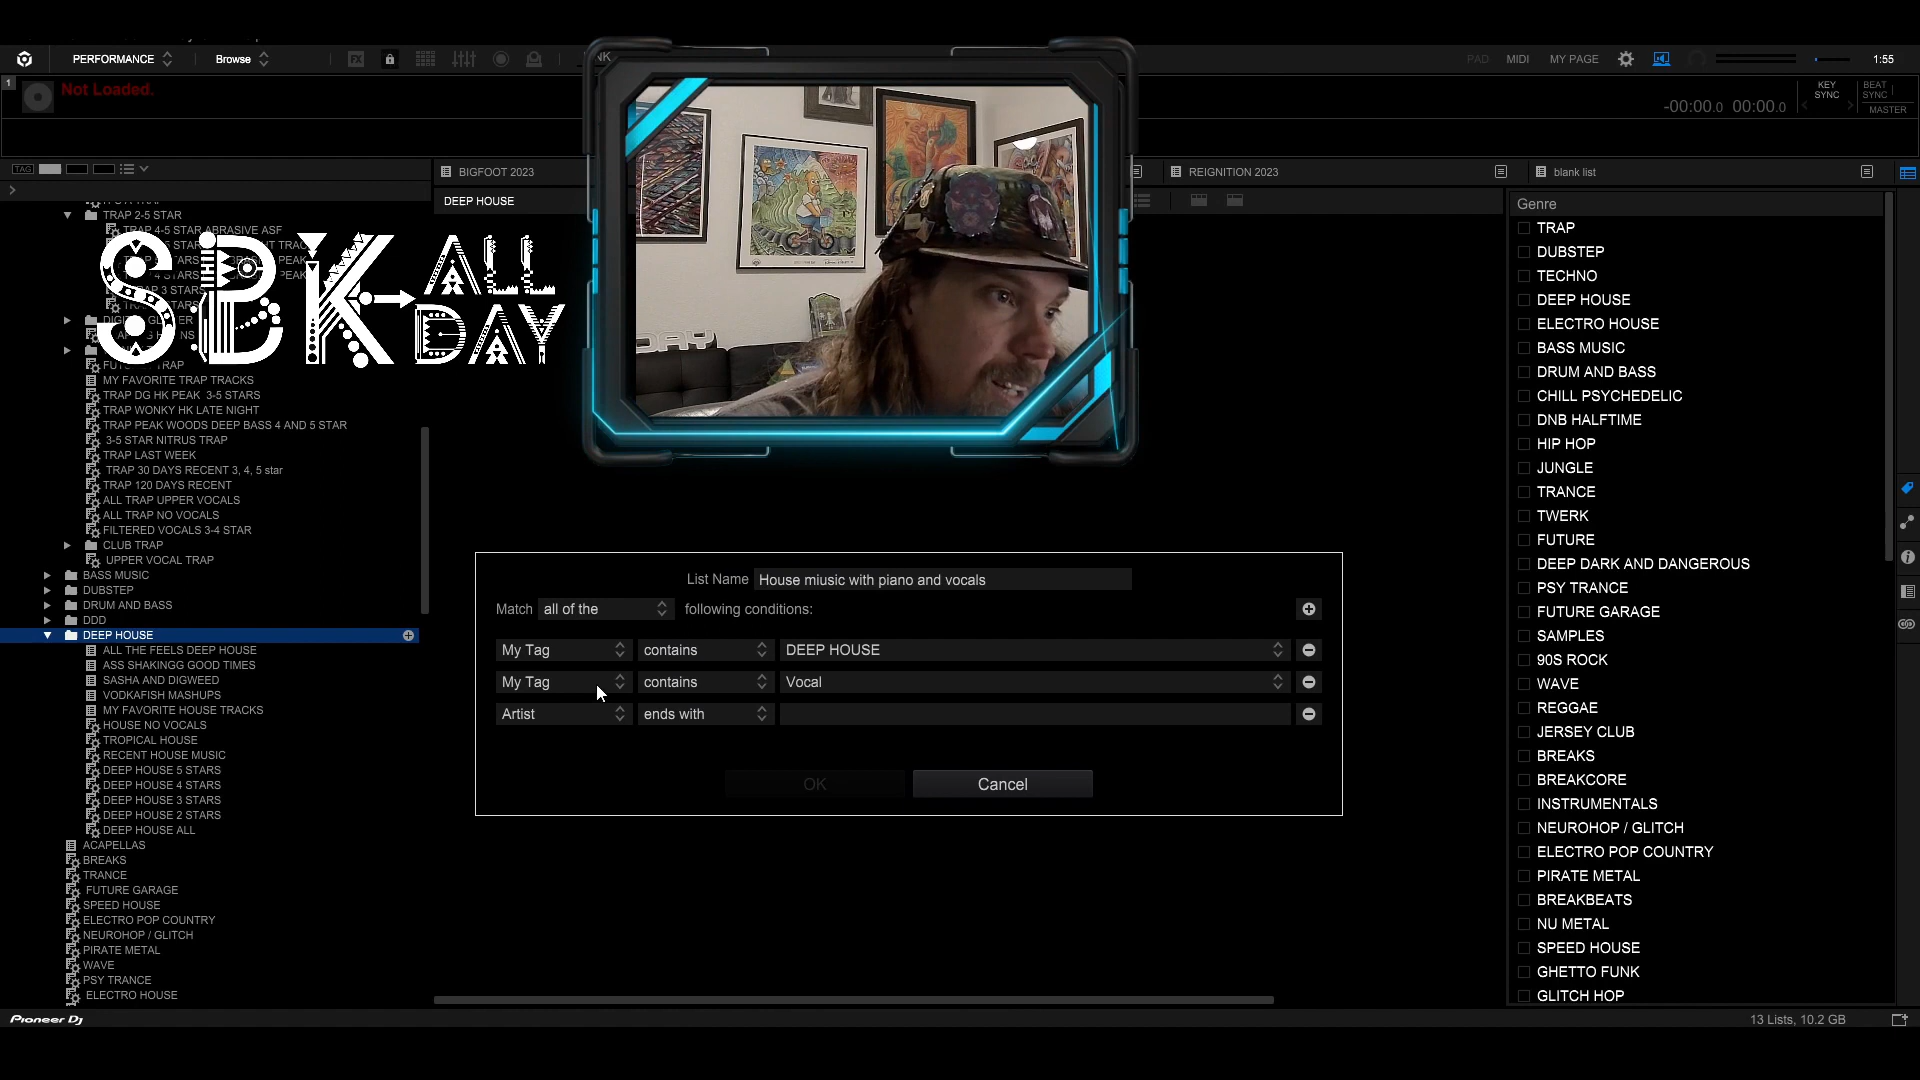 PERFORMANCE
Browse
FX
NK
PAD
MIDI
MY PAGE
1:55
1
Not Loaded.
-00:00.0 00:00.0
KEY
SYNC
BEAT
SYNC
MASTER
TAG
BIGFOOT 2023
REIGNITION 2023
blank list
DEEP HOUSE
TRAP 2-5 STAR
TRAP 4-5 STAR ABRASIVE ASF
SBK ALL DAY
FUTURE TRAP
MY FAVORITE TRAP TRACKS
TRAP DG HK PEAK 3-5 STARS
TRAP WONKY HK LATE NIGHT
TRAP PEAK WOODS DEEP BASS 4 AND 5 STAR
3-5 STAR NITRUS TRAP
TRAP LAST WEEK
TRAP 30 DAYS RECENT 3, 4, 5 star
TRAP 120 DAYS RECENT
ALL TRAP UPPER VOCALS
ALL TRAP NO VOCALS
FILTERED VOCALS 3-4 STAR
CLUB TRAP
UPPER VOCAL TRAP
BASS MUSIC
DUBSTEP
DRUM AND BASS
DDD
DEEP HOUSE
ALL THE FEELS DEEP HOUSE
ASS SHAKINGG GOOD TIMES
SASHA AND DIGWEED
VODKAFISH MASHUPS
MY FAVORITE HOUSE TRACKS
HOUSE NO VOCALS
TROPICAL HOUSE
RECENT HOUSE MUSIC
DEEP HOUSE 5 STARS
DEEP HOUSE 4 STARS
DEEP HOUSE 3 STARS
DEEP HOUSE 2 STARS
DEEP HOUSE ALL
ACAPELLAS
BREAKS
TRANCE
FUTURE GARAGE
SPEED HOUSE
ELECTRO POP COUNTRY
NEUROHOP / GLITCH
PIRATE METAL
WAVE
PSY TRANCE
ELECTRO HOUSE
List Name House miusic with piano and vocals
Match all of the following conditions:
My Tag contains DEEP HOUSE
My Tag contains Vocal
Artist ends with
OK Cancel
Genre
TRAP
DUBSTEP
TECHNO
DEEP HOUSE
ELECTRO HOUSE
BASS MUSIC
DRUM AND BASS
CHILL PSYCHEDELIC
DNB HALFTIME
HIP HOP
JUNGLE
TRANCE
TWERK
FUTURE
DEEP DARK AND DANGEROUS
PSY TRANCE
FUTURE GARAGE
SAMPLES
90S ROCK
WAVE
REGGAE
JERSEY CLUB
BREAKS
BREAKCORE
INSTRUMENTALS
NEUROHOP / GLITCH
ELECTRO POP COUNTRY
PIRATE METAL
BREAKBEATS
NU METAL
SPEED HOUSE
GHETTO FUNK
GLITCH HOP
Pioneer Dj
13 Lists, 10.2 GB